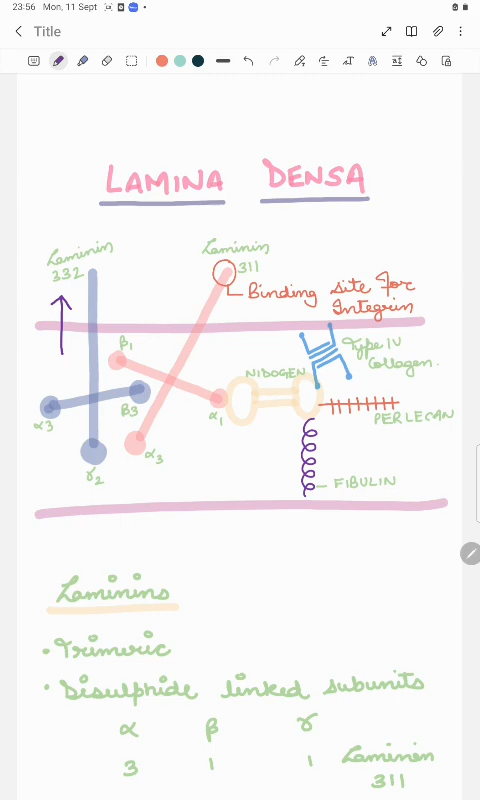 23:56 Mon, 11 Sept
Title
LAMINA DENSA
Laminin
332
Laminin
311
Binding site For
Integrin
β1
Type IV
Collagen.
NIDOGEN
α3
β3
α1
PERLECAN
γ2
α3
FIBULIN
Laminins
• Trimeric
• Disulphide linked subunits
α β γ
3 1 1 Laminin
311